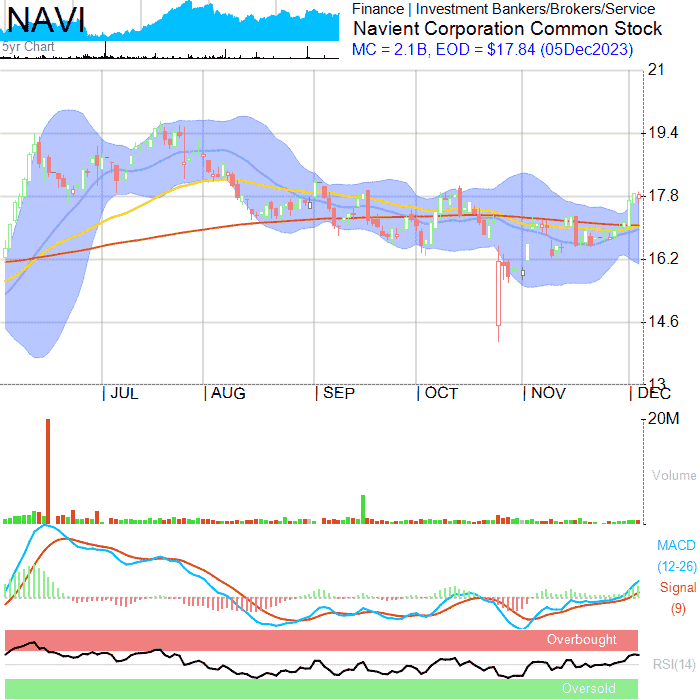 NAVI
5yr Chart
Finance | Investment Bankers/Brokers/Service
Navient Corporation Common Stock
MC = 2.1B, EOD = $17.84 (05Dec2023)
21
19.4
17.8
16.2
14.6
13
| JUL | AUG | SEP | OCT | NOV | DEC
20M
Volume
MACD
(12-26)
Signal
(9)
Overbought
RSI(14)
Oversold